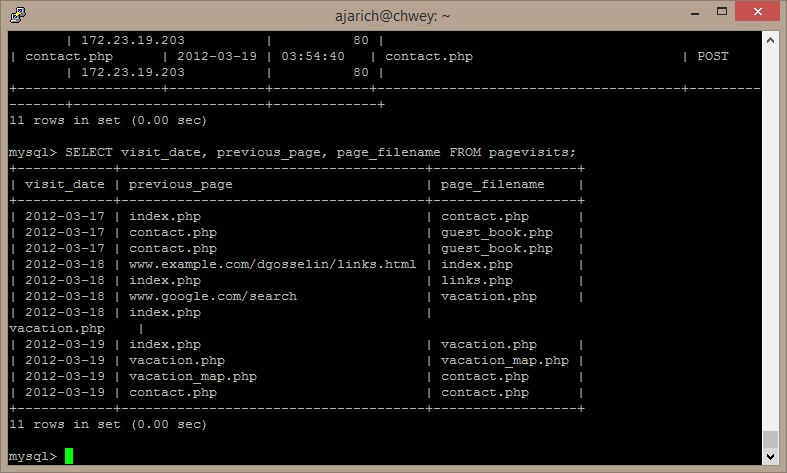 ajarich@chwey: ~
| 172.23.19.203 | 80 |
| contact.php | 2012-03-19 | 03:54:40 | contact.php | POST
| 172.23.19.203 | 80 |
+-------------------+------------+------------+--------------------------------------+---------
-------+------------------------+-------------+
11 rows in set (0.00 sec)
mysql> SELECT visit_date, previous_page, page_filename FROM pagevisits;
+------------+--------------------------------------+------------------+
| visit_date | previous_page | page_filename |
+------------+--------------------------------------+------------------+
| 2012-03-17 | index.php | contact.php |
| 2012-03-17 | contact.php | guest_book.php |
| 2012-03-17 | contact.php | guest_book.php |
| 2012-03-18 | www.example.com/dgosselin/links.html | index.php |
| 2012-03-18 | index.php | links.php |
| 2012-03-18 | www.google.com/search | vacation.php |
| 2012-03-18 | index.php |
vacation.php |
| 2012-03-19 | index.php | vacation.php |
| 2012-03-19 | vacation.php | vacation_map.php |
| 2012-03-19 | vacation_map.php | contact.php |
| 2012-03-19 | contact.php | contact.php |
+------------+--------------------------------------+------------------+
11 rows in set (0.00 sec)
mysql>